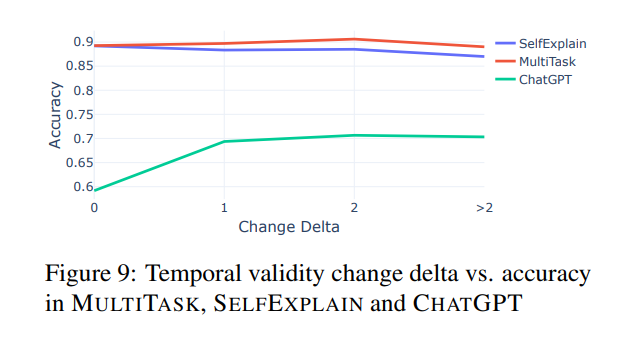 0.9
0.85
0.8
0.75
0.7
0.65
0.6
Accuracy
0 1 2 >2
Change Delta
SelfExplain
MultiTask
ChatGPT
Figure 9: Temporal validity change delta vs. accuracy
in MULTITASK, SELFEXPLAIN and CHATGPT